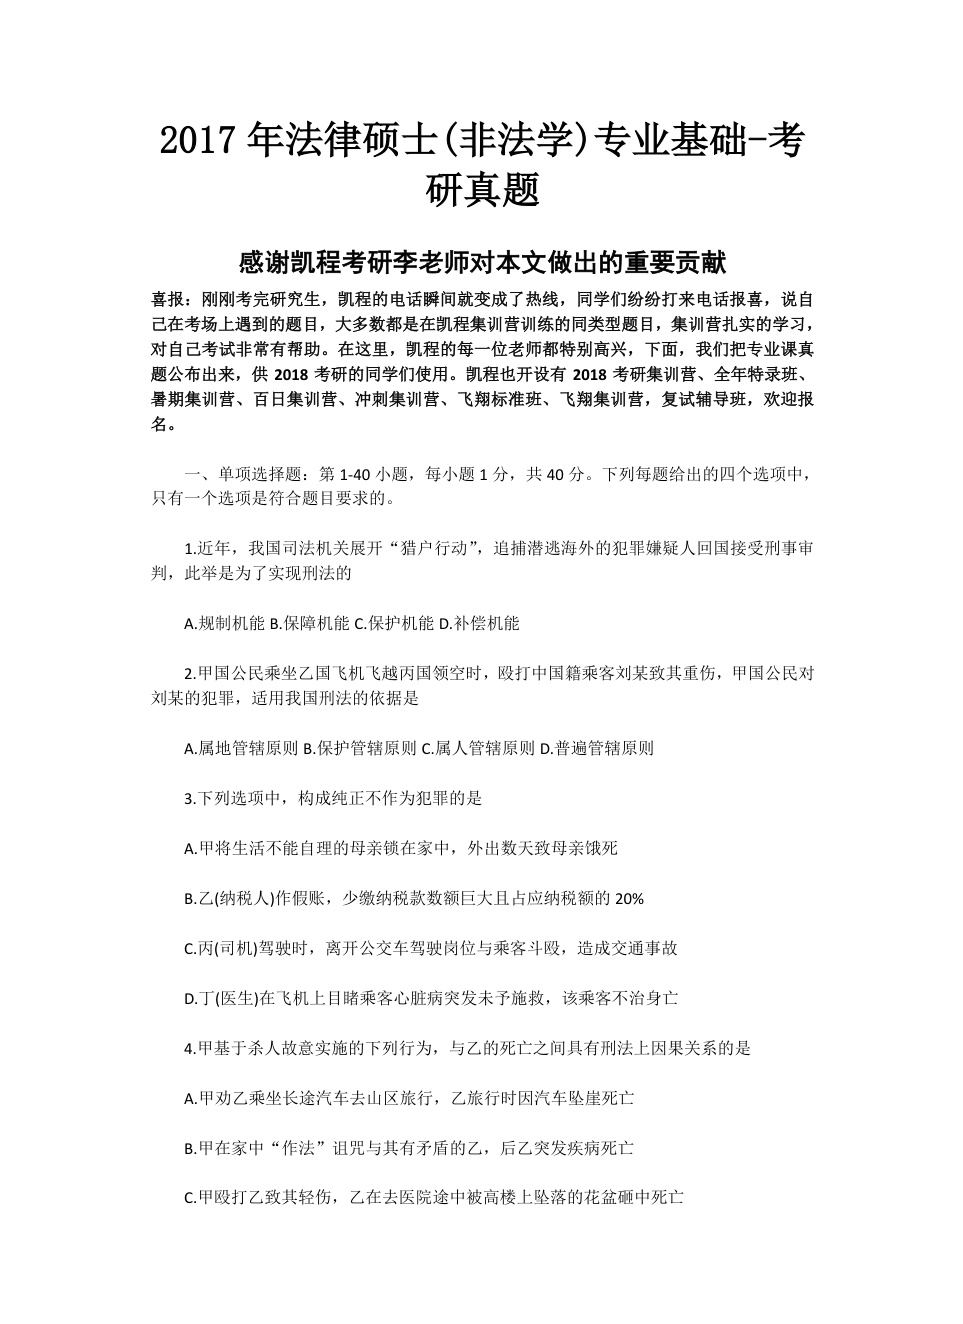 2017 年法律硕士(非法学)专业基础-考
研真题
感谢凯程考研李老师对本文做出的重要贡献
喜报：刚刚考完研究生，凯程的电话瞬间就变成了热线，同学们纷纷打来电话报喜，说自
己在考场上遇到的题目，大多数都是在凯程集训营训练的同类型题目，集训营扎实的学习，
对自己考试非常有帮助。在这里，凯程的每一位老师都特别高兴，下面，我们把专业课真
题公布出来，供 2018 考研的同学们使用。凯程也开设有 2018 考研集训营、全年特录班、
暑期集训营、百日集训营、冲刺集训营、飞翔标准班、飞翔集训营，复试辅导班，欢迎报
名。
一、单项选择题：第 1-40 小题，每小题 1 分，共 40 分。下列每题给出的四个选项中，
只有一个选项是符合题目要求的。
1.近年，我国司法机关展开“猎户行动”，追捕潜逃海外的犯罪嫌疑人回国接受刑事审
判，此举是为了实现刑法的
A.规制机能 B.保障机能 C.保护机能 D.补偿机能
2.甲国公民乘坐乙国飞机飞越丙国领空时，殴打中国籍乘客刘某致其重伤，甲国公民对
刘某的犯罪，适用我国刑法的依据是
A.属地管辖原则 B.保护管辖原则 C.属人管辖原则 D.普遍管辖原则
3.下列选项中，构成纯正不作为犯罪的是
A.甲将生活不能自理的母亲锁在家中，外出数天致母亲饿死
B.乙(纳税人)作假账，少缴纳税款数额巨大且占应纳税额的 20%
C.丙(司机)驾驶时，离开公交车驾驶岗位与乘客斗殴，造成交通事故
D.丁(医生)在飞机上目睹乘客心脏病突发未予施救，该乘客不治身亡
4.甲基于杀人故意实施的下列行为，与乙的死亡之间具有刑法上因果关系的是
A.甲劝乙乘坐长途汽车去山区旅行，乙旅行时因汽车坠崖死亡
B.甲在家中“作法”诅咒与其有矛盾的乙，后乙突发疾病死亡
C.甲殴打乙致其轻伤，乙在去医院途中被高楼上坠落的花盆砸中死亡